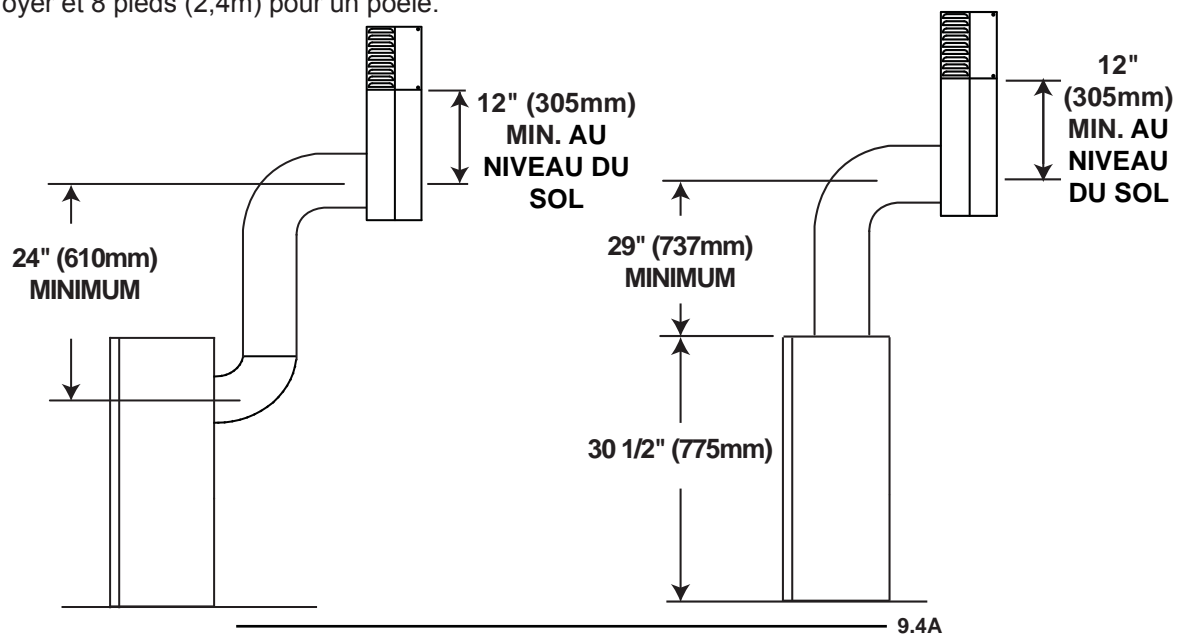 oyer et 8 pieds (2,4m) pour un poêle.
12" (305mm)
MIN. AU
NIVEAU DU
SOL
24" (610mm)
MINIMUM
12"
(305mm)
MIN. AU
NIVEAU
DU SOL
29" (737mm)
MINIMUM
30 1/2" (775mm)
9.4A